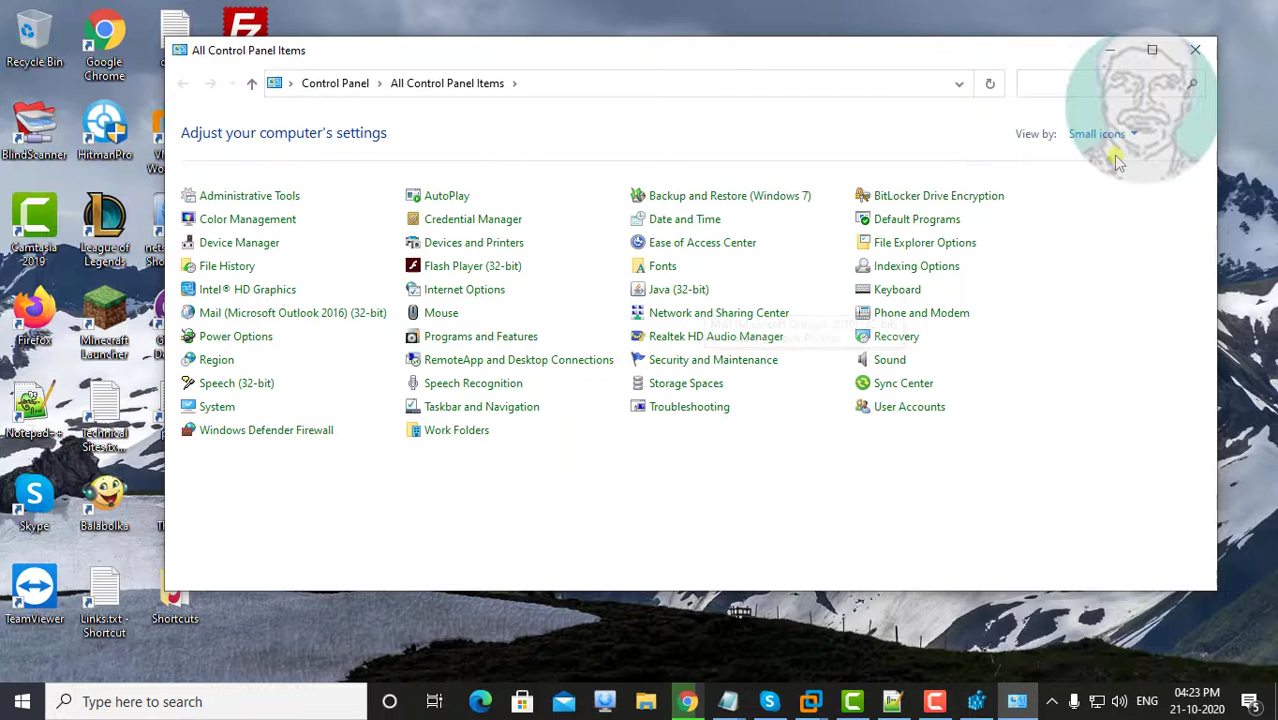 All Control Panel Items
Control Panel
All Control Panel Items
Adjust your computer's settings
View by:
Small icons
Administrative Tools
AutoPlay
Backup and Restore (Windows 7)
BitLocker Drive Encryption
Color Management
Credential Manager
Date and Time
Default Programs
Device Manager
Devices and Printers
Ease of Access Center
File Explorer Options
File History
Flash Player (32-bit)
Fonts
Indexing Options
Intel® HD Graphics
Internet Options
Java (32-bit)
Keyboard
Mail (Microsoft Outlook 2016) (32-bit)
Mouse
Network and Sharing Center
Phone and Modem
Power Options
Programs and Features
Realtek HD Audio Manager
Recovery
Region
RemoteApp and Desktop Connections
Security and Maintenance
Sound
Speech (32-bit)
Speech Recognition
Storage Spaces
Sync Center
System
Taskbar and Navigation
Troubleshooting
User Accounts
Windows Defender Firewall
Work Folders
Recycle Bin
Google
Chrome
BlindScanner
HitmanPro
Camtasia
2019
League of
Legends
Firefox
Minecraft
Launcher
Notepad++
Technical
Sites.tx...
Skype
Balabolka
TeamViewer
Links.txt -
Shortcut
Shortcuts
Type here to search
ENG
04:23 PM
21-10-2020
5